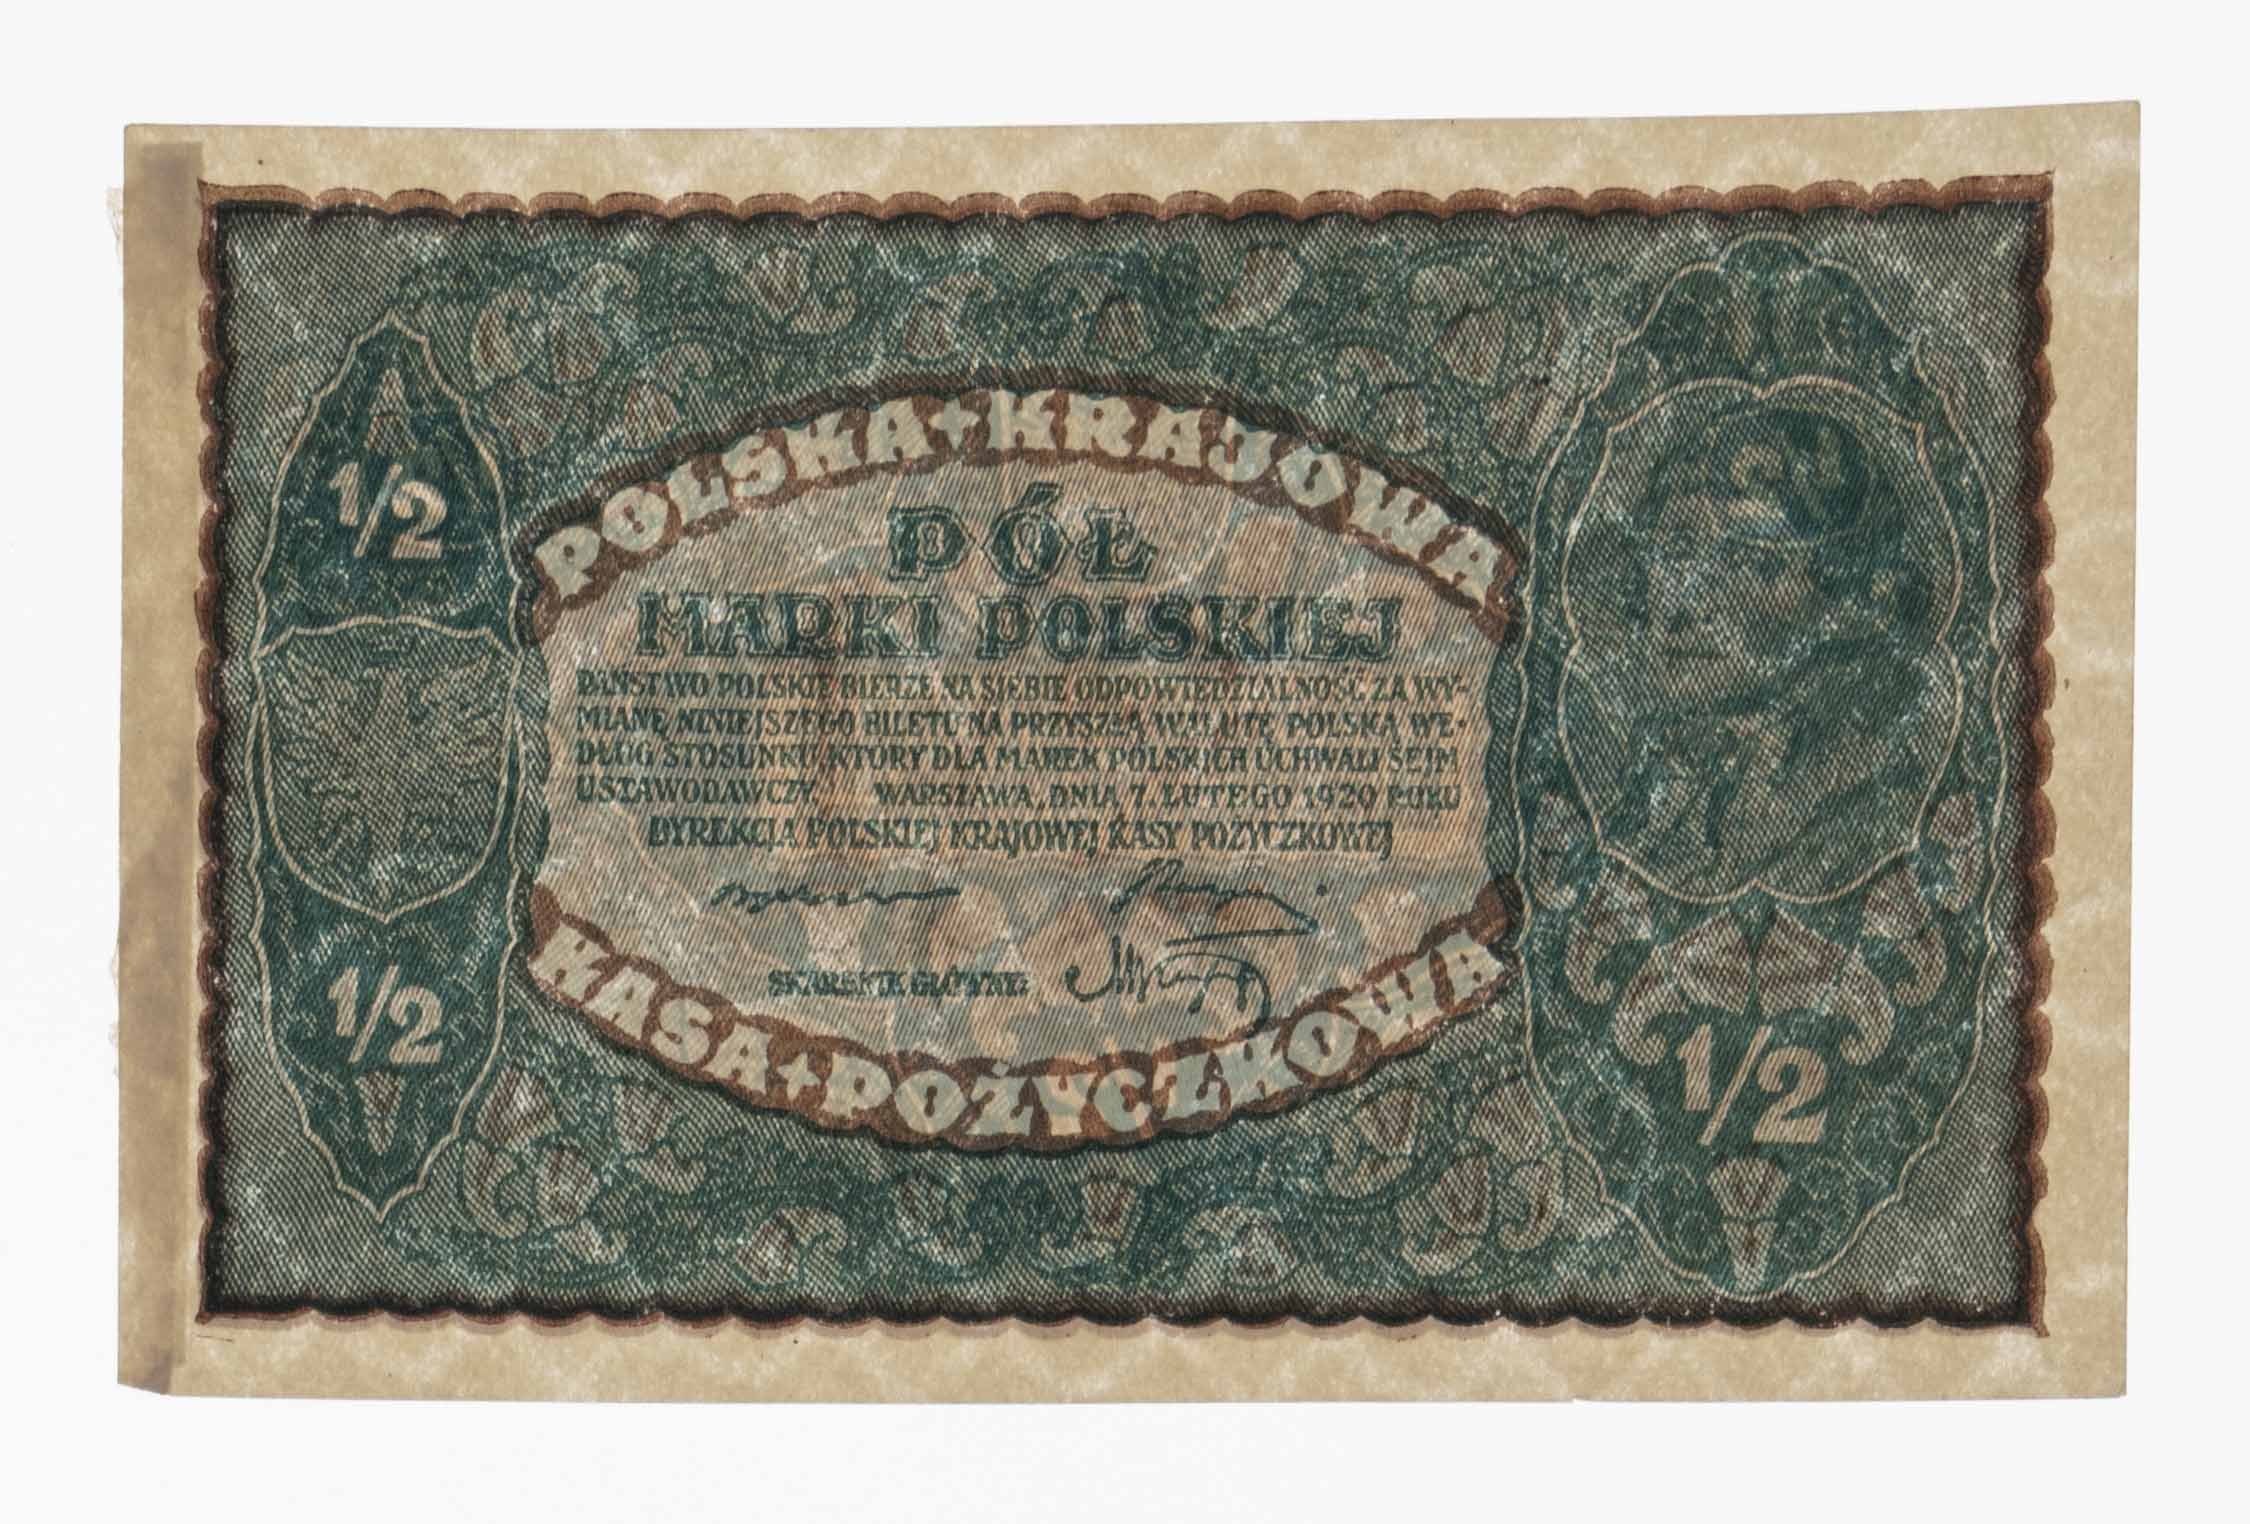 POLSKA + KRAJOWA
1/2
PÓŁ
MARKI POLSKIEJ
PAŃSTWO POLSKIE BIERZE NA SIEBIE ODPOWIEDZIALNOŚĆ ZA WY-
MIANĘ NINIEJSZEGO BILETU NA PRZYSZŁĄ WALUTĘ POLSKĄ WE-
DŁUG STOSUNKU KTÓRY DLA MAREK POLSKICH UCHWALI SEJM
USTAWODAWCZY. WARSZAWA, DNIA 7. LUTEGO 1920 ROKU
DYREKCJA POLSKIEJ KRAJOWEJ KASY POŻYCZKOWEJ
SKARBNIK GŁÓWNY:
1/2
1/2
KASA + POŻYCZKOWA